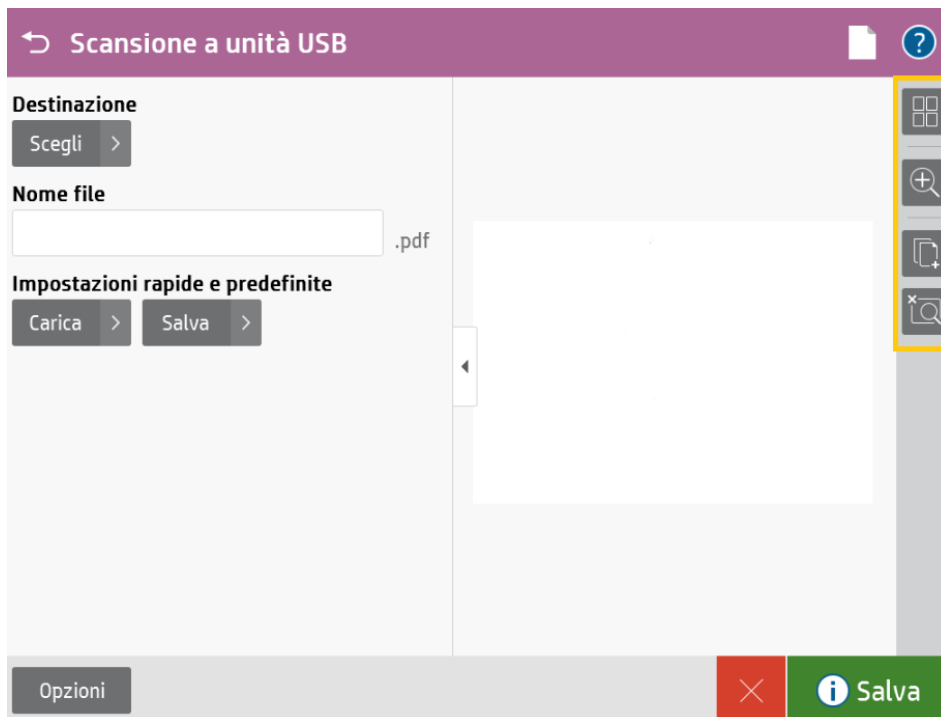 Scansione a unità USB
?
Destinazione
Scegli >
Nome file
.pdf
Impostazioni rapide e predefinite
Carica > Salva >
Opzioni
i Salva